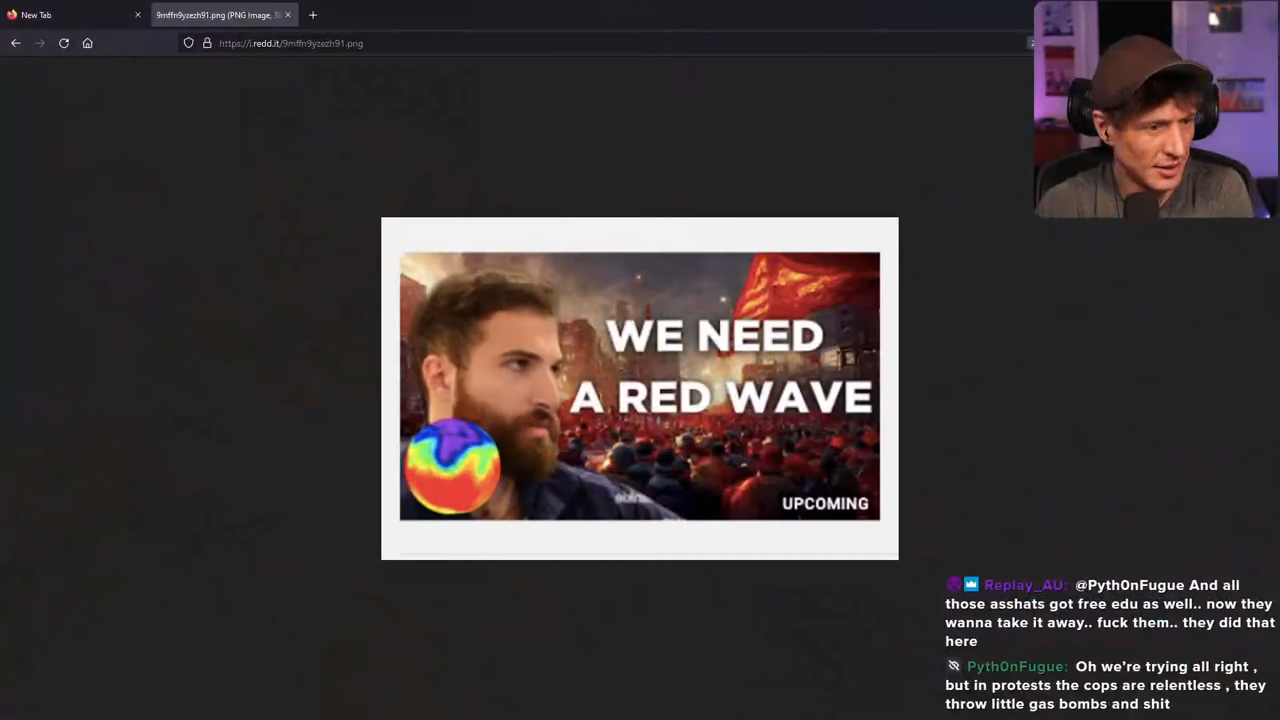 New Tab
9mffn9yzezh91.png (PNG Image, 3
https://i.redd.it/9mffn9yzezh91.png
WE NEED
A RED WAVE
UPCOMING
Replay_AU: @Pyth0nFugue And all
those asshats got free edu as well.. now they
wanna take it away.. fuck them.. they did that
here
Pyth0nFugue: Oh we’re trying all right ,
but in protests the cops are relentless , they
throw little gas bombs and shit